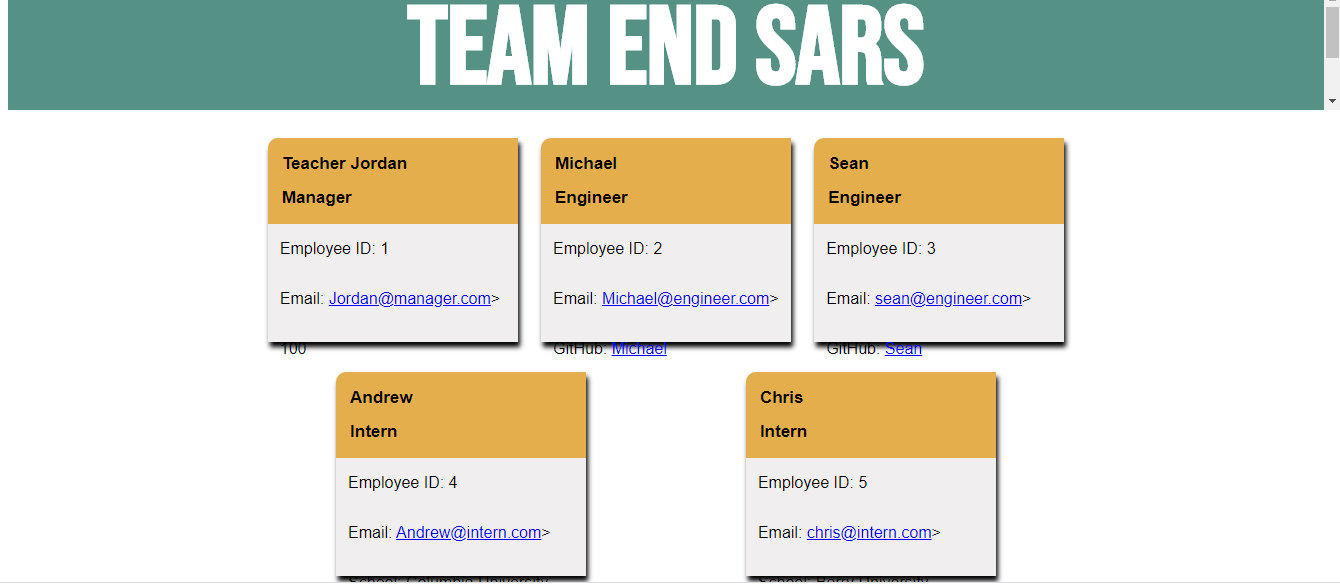 TEAM END SARS
Teacher Jordan
Manager
Employee ID: 1
Email: Jordan@manager.com>
100
Michael
Engineer
Employee ID: 2
Email: Michael@engineer.com>
GitHub: Michael
Sean
Engineer
Employee ID: 3
Email: sean@engineer.com>
GitHub: Sean
Andrew
Intern
Employee ID: 4
Email: Andrew@intern.com>
School: Columbia University
Chris
Intern
Employee ID: 5
Email: chris@intern.com>
School: Barry University